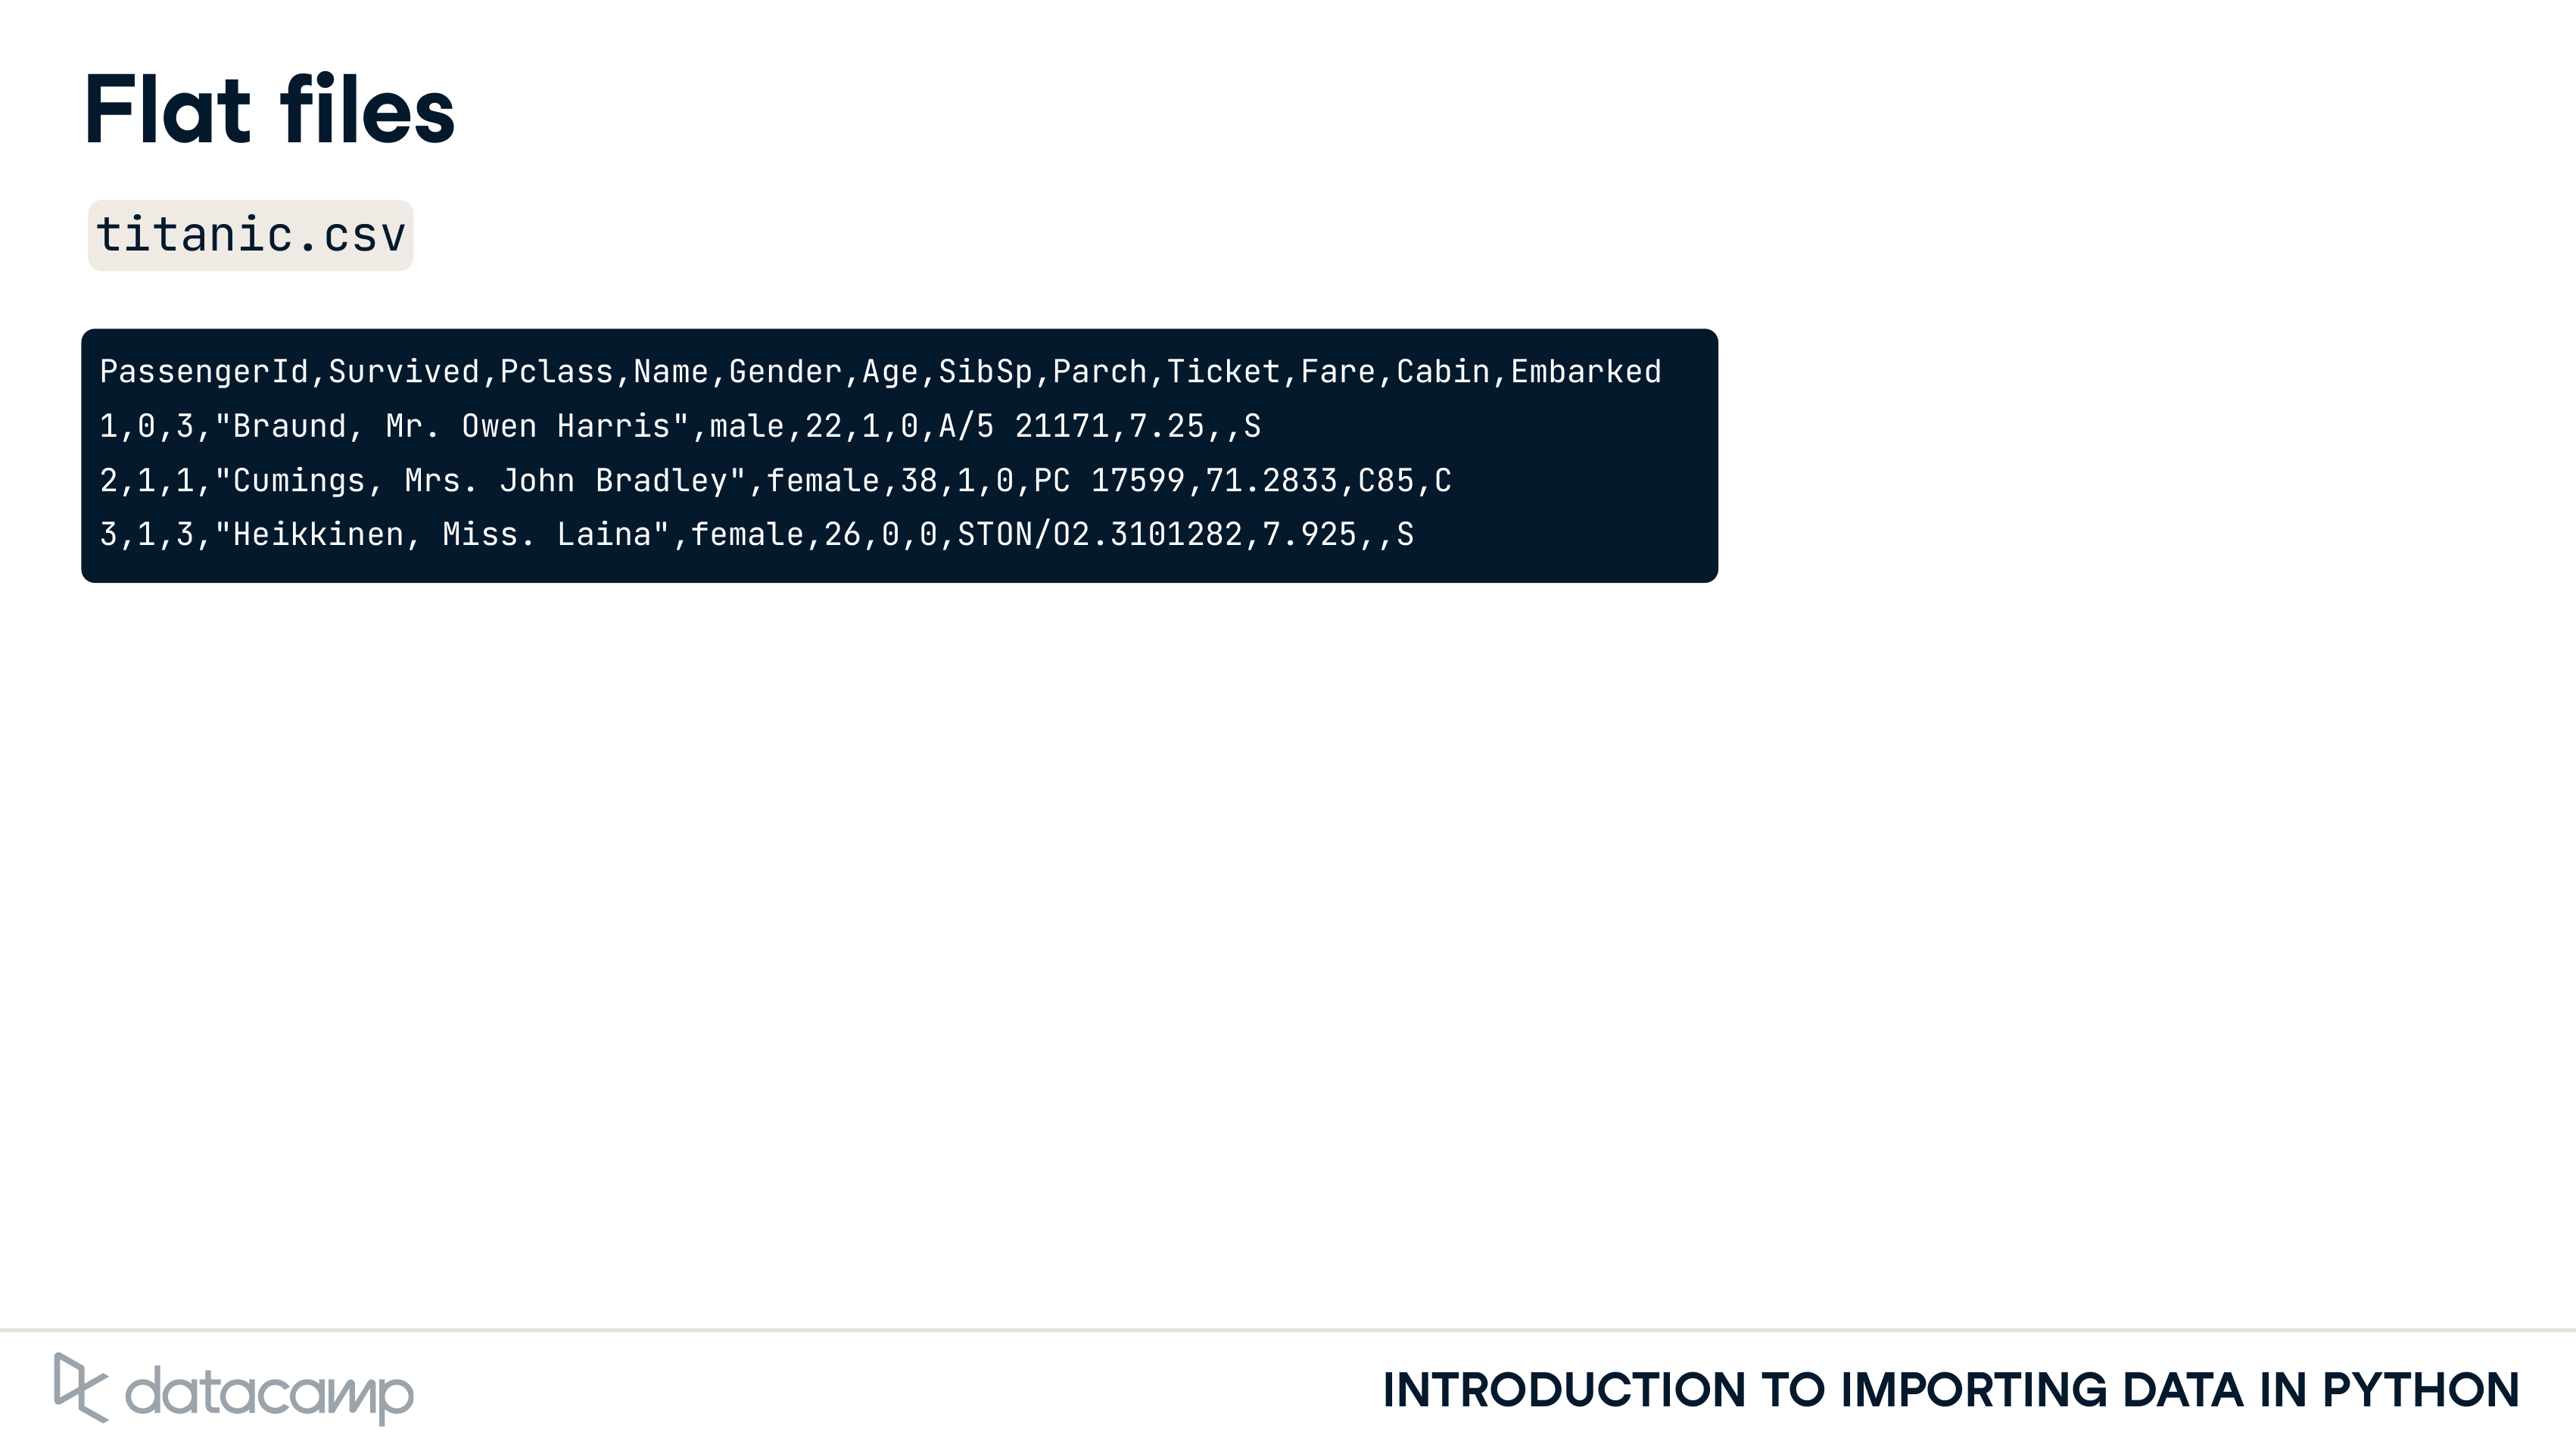 Flat files
titanic.csv
PassengerId,Survived,Pclass,Name,Gender,Age,SibSp,Parch,Ticket,Fare,Cabin,Embarked
1,0,3,"Braund, Mr. Owen Harris",male,22,1,0,A/5 21171,7.25,,S
2,1,1,"Cumings, Mrs. John Bradley",female,38,1,0,PC 17599,71.2833,C85,C
3,1,3,"Heikkinen, Miss. Laina",female,26,0,0,STON/O2.3101282,7.925,,S
datacamp
INTRODUCTION TO IMPORTING DATA IN PYTHON